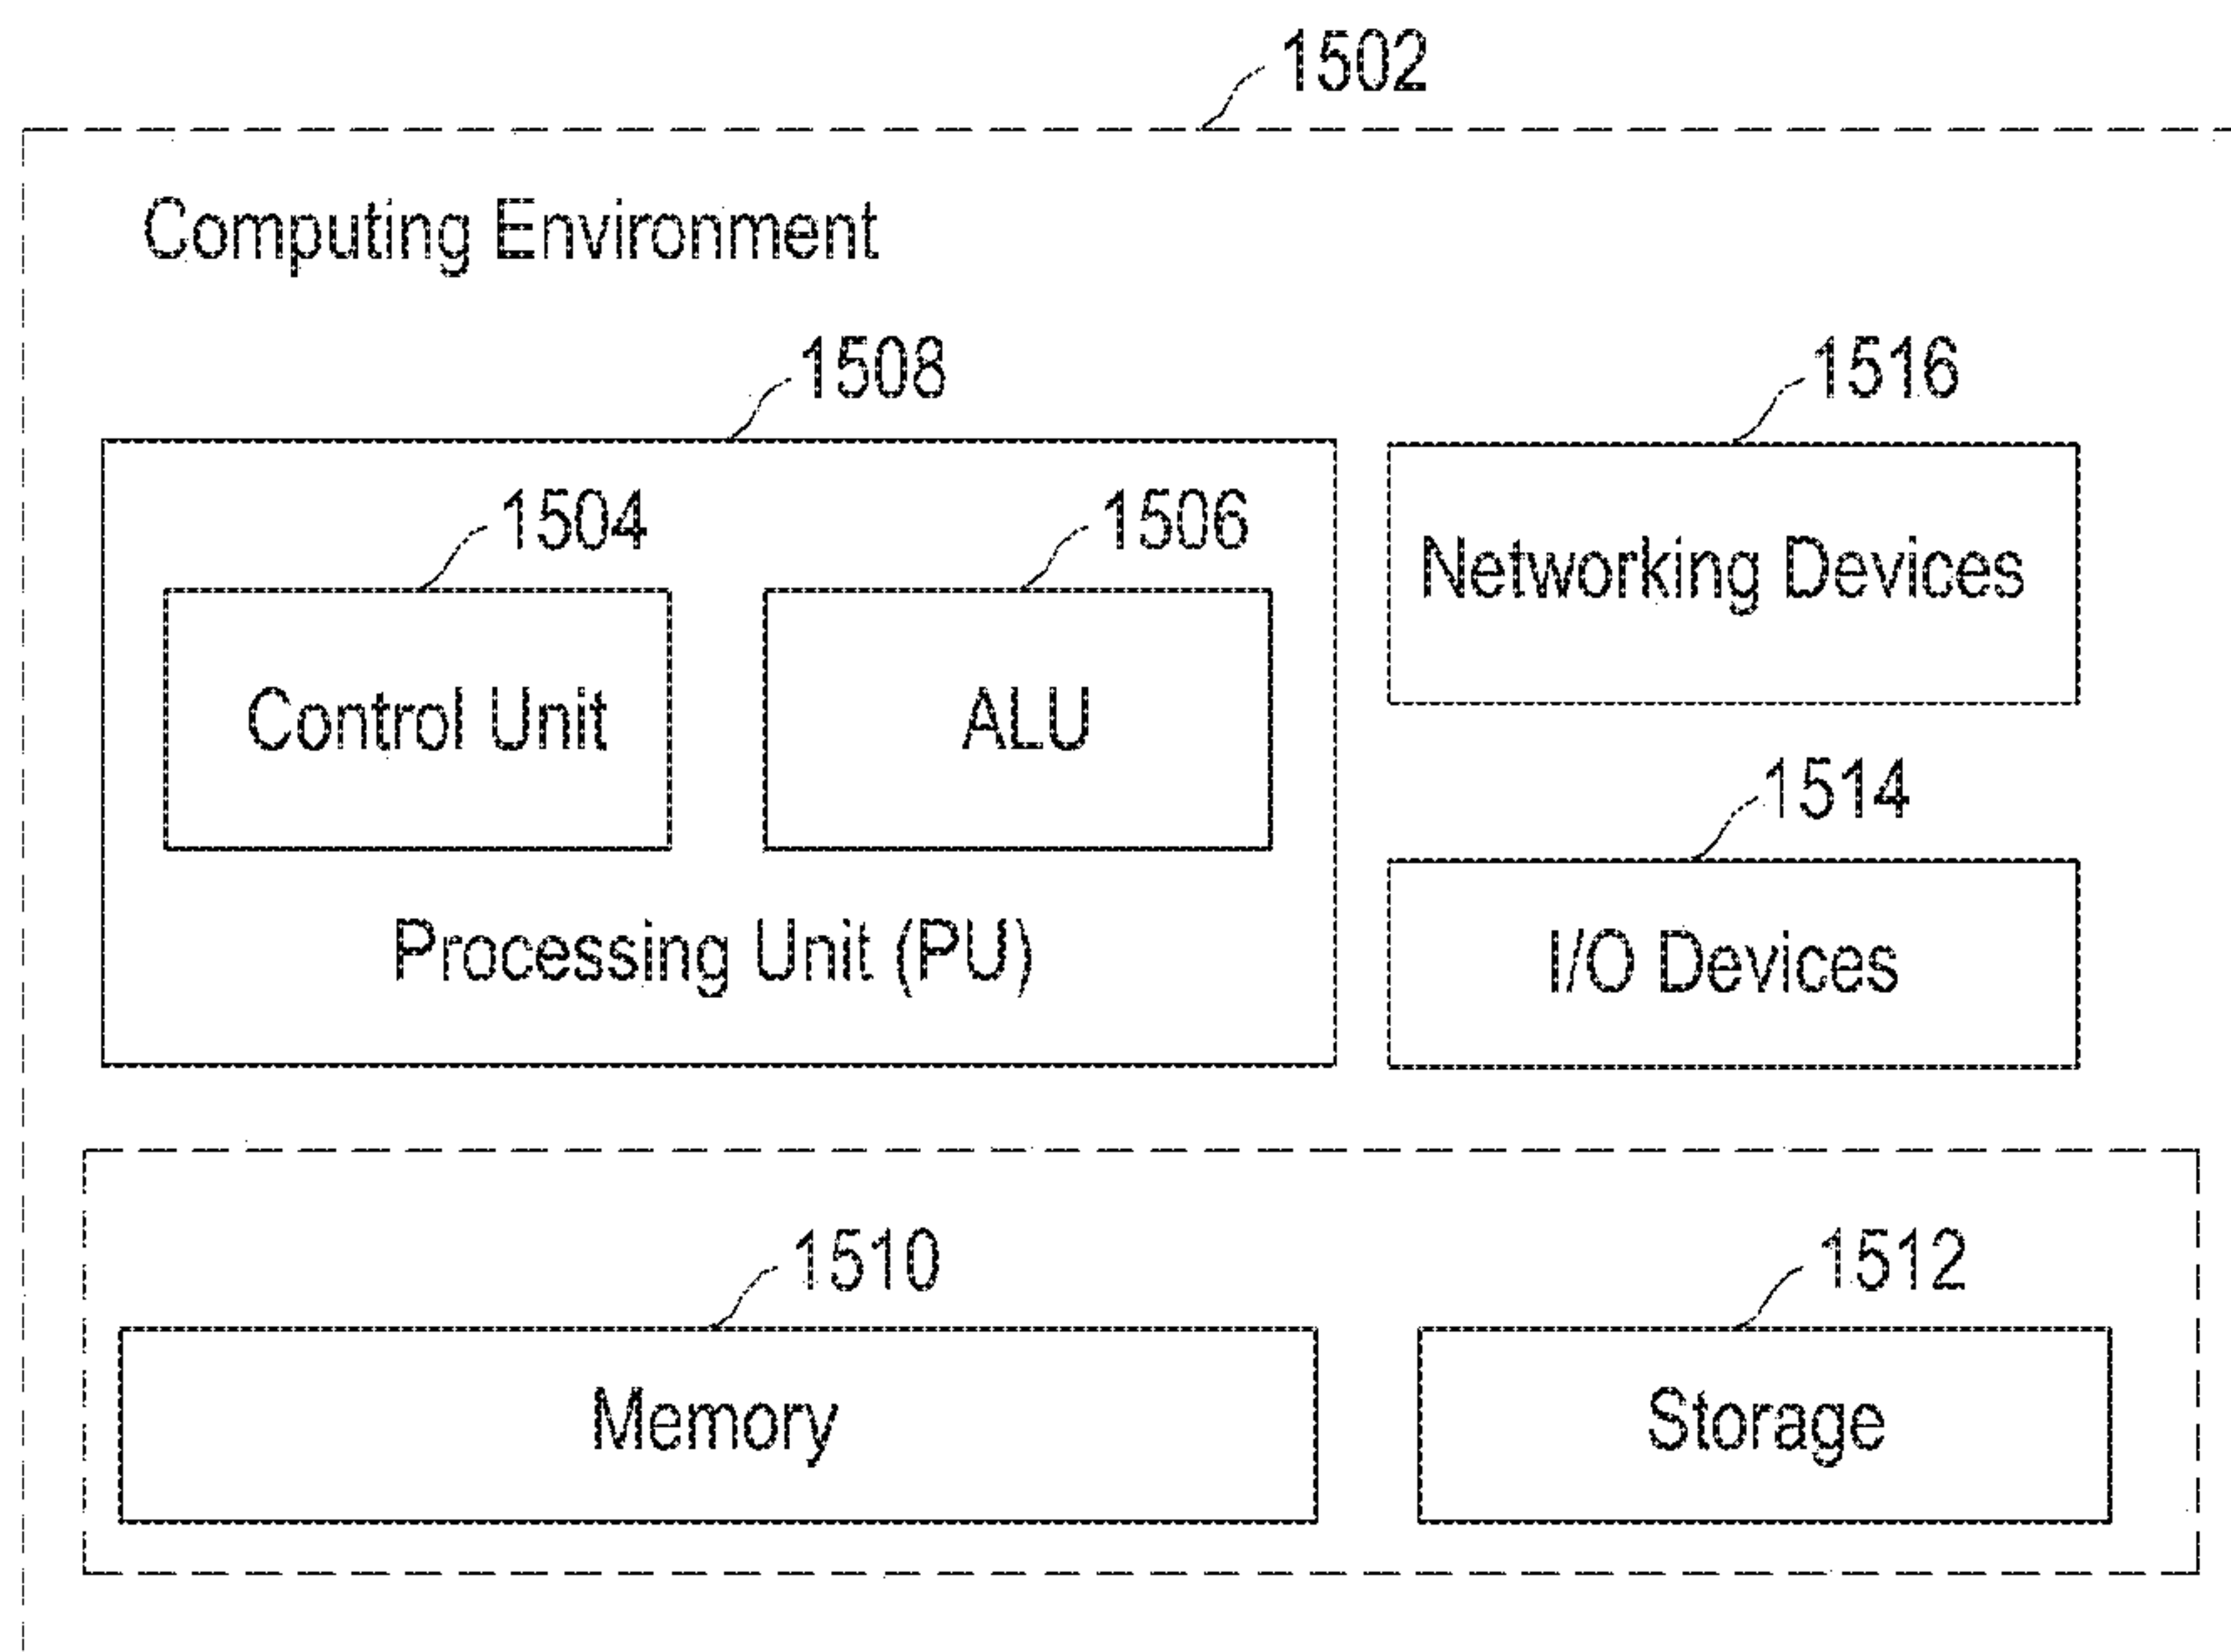 1502
Computing Environment
1508
1516
1504
1506
Networking Devices
Control Unit
ALU
1514
Processing Unit (PU)
I/O Devices
1510
1512
Memory
Storage